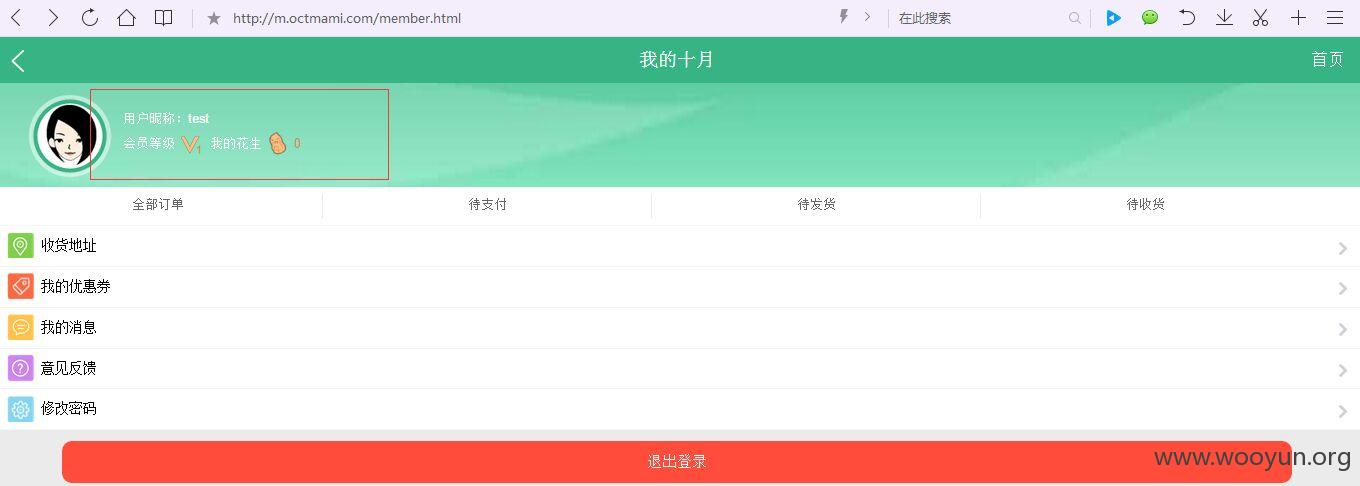 http://m.octmami.com/member.html 在此搜索
我的十月 首页
用户昵称：test
会员等级 V1 我的花生 0
全部订单 待支付 待发货 待收货
收货地址
我的优惠券
我的消息
意见反馈
修改密码
退出登录
www.wooyun.org